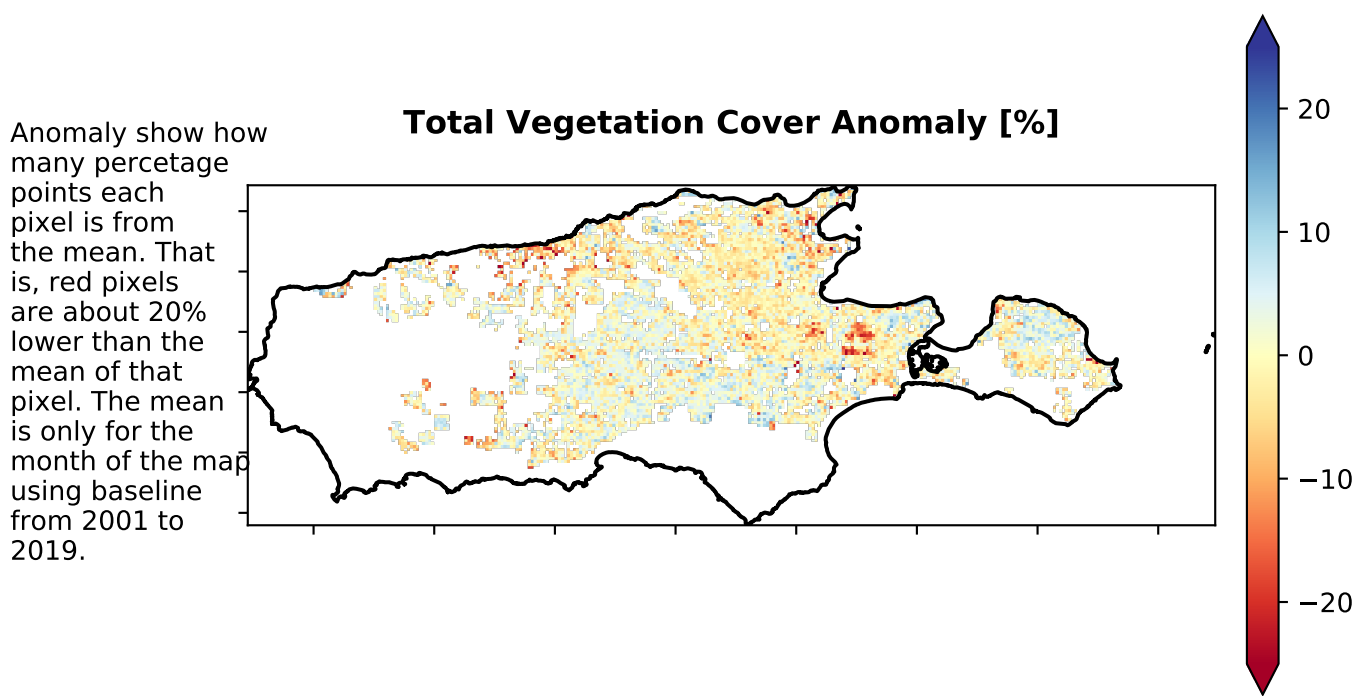 Total Vegetation Cover Anomaly [%]
Anomaly show how
many percetage
points each
pixel is from
the mean. That
is, red pixels
are about 20%
lower than the
mean of that
pixel. The mean
is only for the
month of the map
using baseline
from 2001 to
2019.
20
10
0
−10
−20